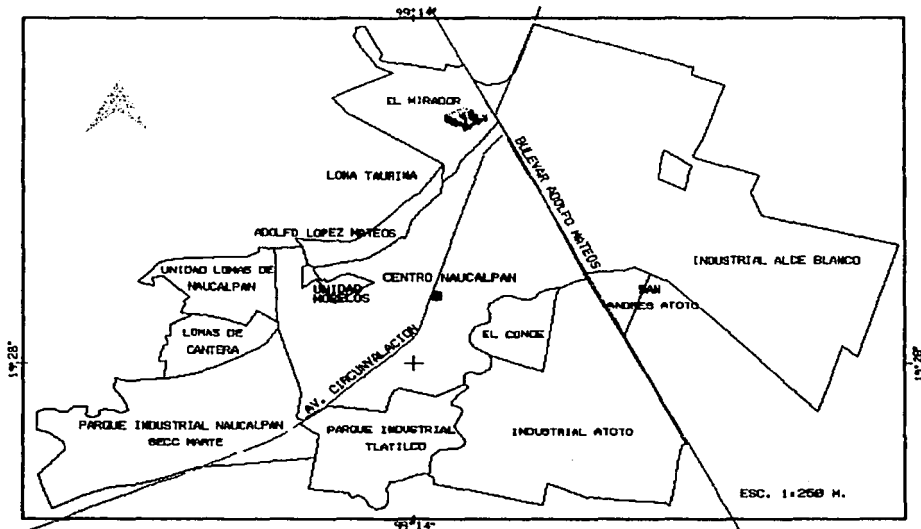 99°14'
EL MIRADOR
BULEVAR ADOLFO MATEOS
LOMA TAURINA
ADOLFO LOPEZ MATEOS
INDUSTRIAL ALCE BLANCO
UNIDAD LOMAS DE
NAUCALPAN
CENTRO NAUCALPAN
UNIDAD
MORELOS
SAN
ANDRES ATOTO
EL CONDE
LOMAS DE
CANTERA
19°28'
19°28'
AV. CIRCUNVALACION
PARQUE INDUSTRIAL NAUCALPAN
SECC MARTE
PARQUE INDUSTRIAL
TLATILCO
INDUSTRIAL ATOTO
ESC. 1:250 M.
99°14'